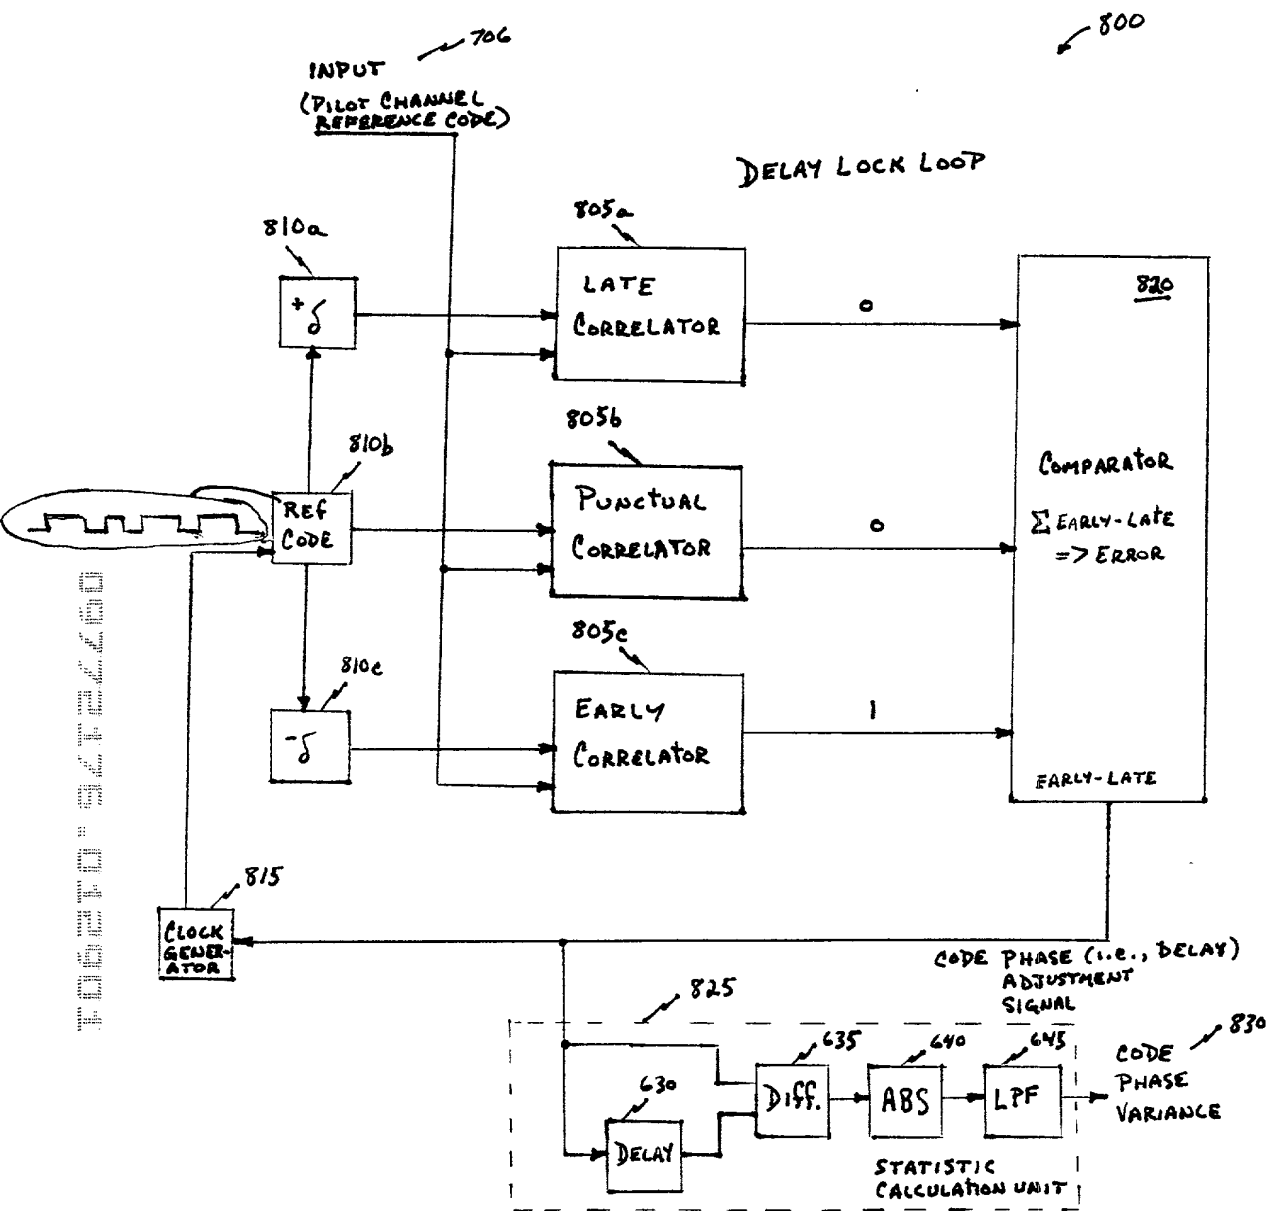 800
706
INPUT
(PILOT CHANNEL
REFERENCE CODE)
DELAY LOCK LOOP
810a
+δ
805a
LATE
CORRELATOR
0
820
810b
REF
CODE
805b
PUNCTUAL
CORRELATOR
0
COMPARATOR
Σ EARLY-LATE
=> ERROR
810c
-δ
805c
EARLY
CORRELATOR
1
EARLY-LATE
09772176.012901
815
CLOCK
GENER-
ATOR
CODE PHASE (i.e., DELAY)
ADJUSTMENT
SIGNAL
825
630
DELAY
635
DIFF.
640
ABS
645
LPF
830
CODE
PHASE
VARIANCE
STATISTIC
CALCULATION UNIT